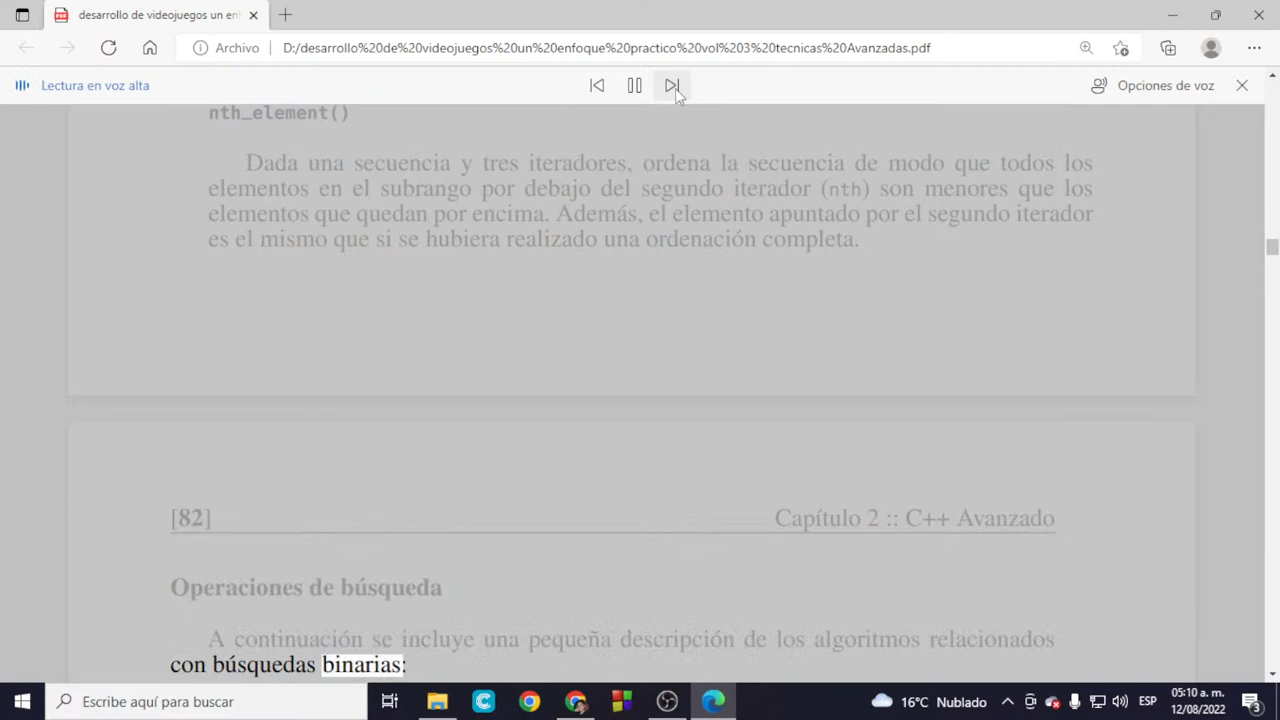 desarrollo de videojuegos un en
Archivo
D:/desarrollo%20de%20videojuegos%20un%20enfoque%20practico%20vol%203%20tecnicas%20Avanzadas.pdf
Lectura en voz alta
Opciones de voz
nth_element()
Dada una secuencia y tres iteradores, ordena la secuencia de modo que todos los
elementos en el subrango por debajo del segundo iterador (nth) son menores que los
elementos que quedan por encima. Además, el elemento apuntado por el segundo iterador
es el mismo que si se hubiera realizado una ordenación completa.
[82]
Capítulo 2 :: C++ Avanzado
Operaciones de búsqueda
A continuación se incluye una pequeña descripción de los algoritmos relacionados
con búsquedas binarias:
Escribe aquí para buscar
16°C Nublado
ESP
05:10 a. m.
12/08/2022
3